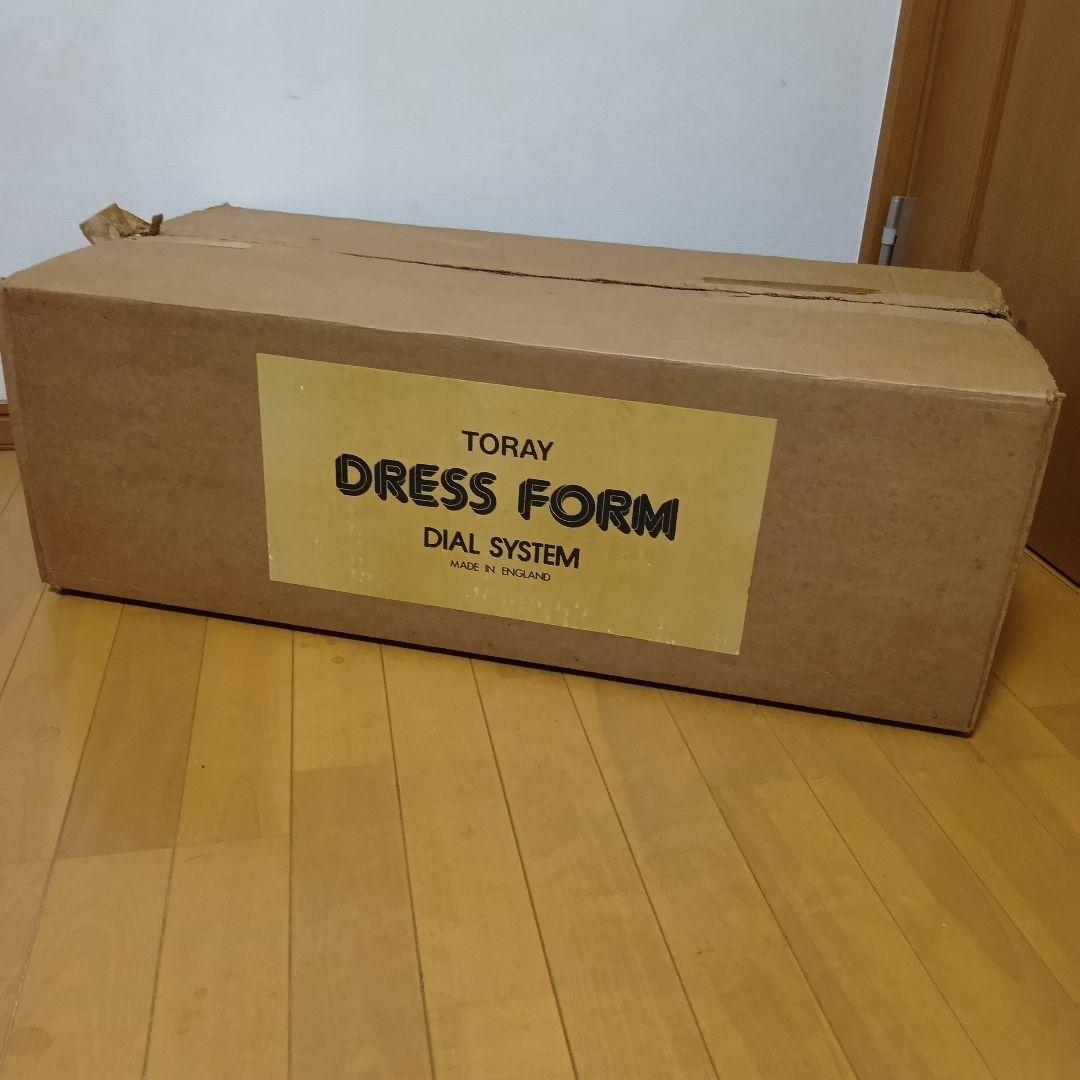 TORAY
DRESS FORM
DIAL SYSTEM
MADE IN ENGLAND